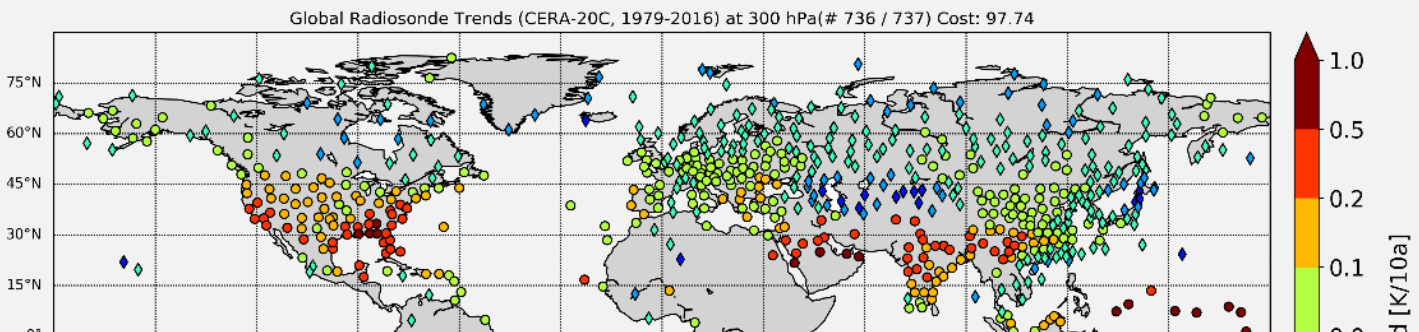 Global Radiosonde Trends (CERA-20C, 1979-2016) at 300 hPa(# 736 / 737) Cost: 97.74
75°N
60°N
45°N
30°N
15°N
1.0
0.5
0.2
0.1
d [K/10a]